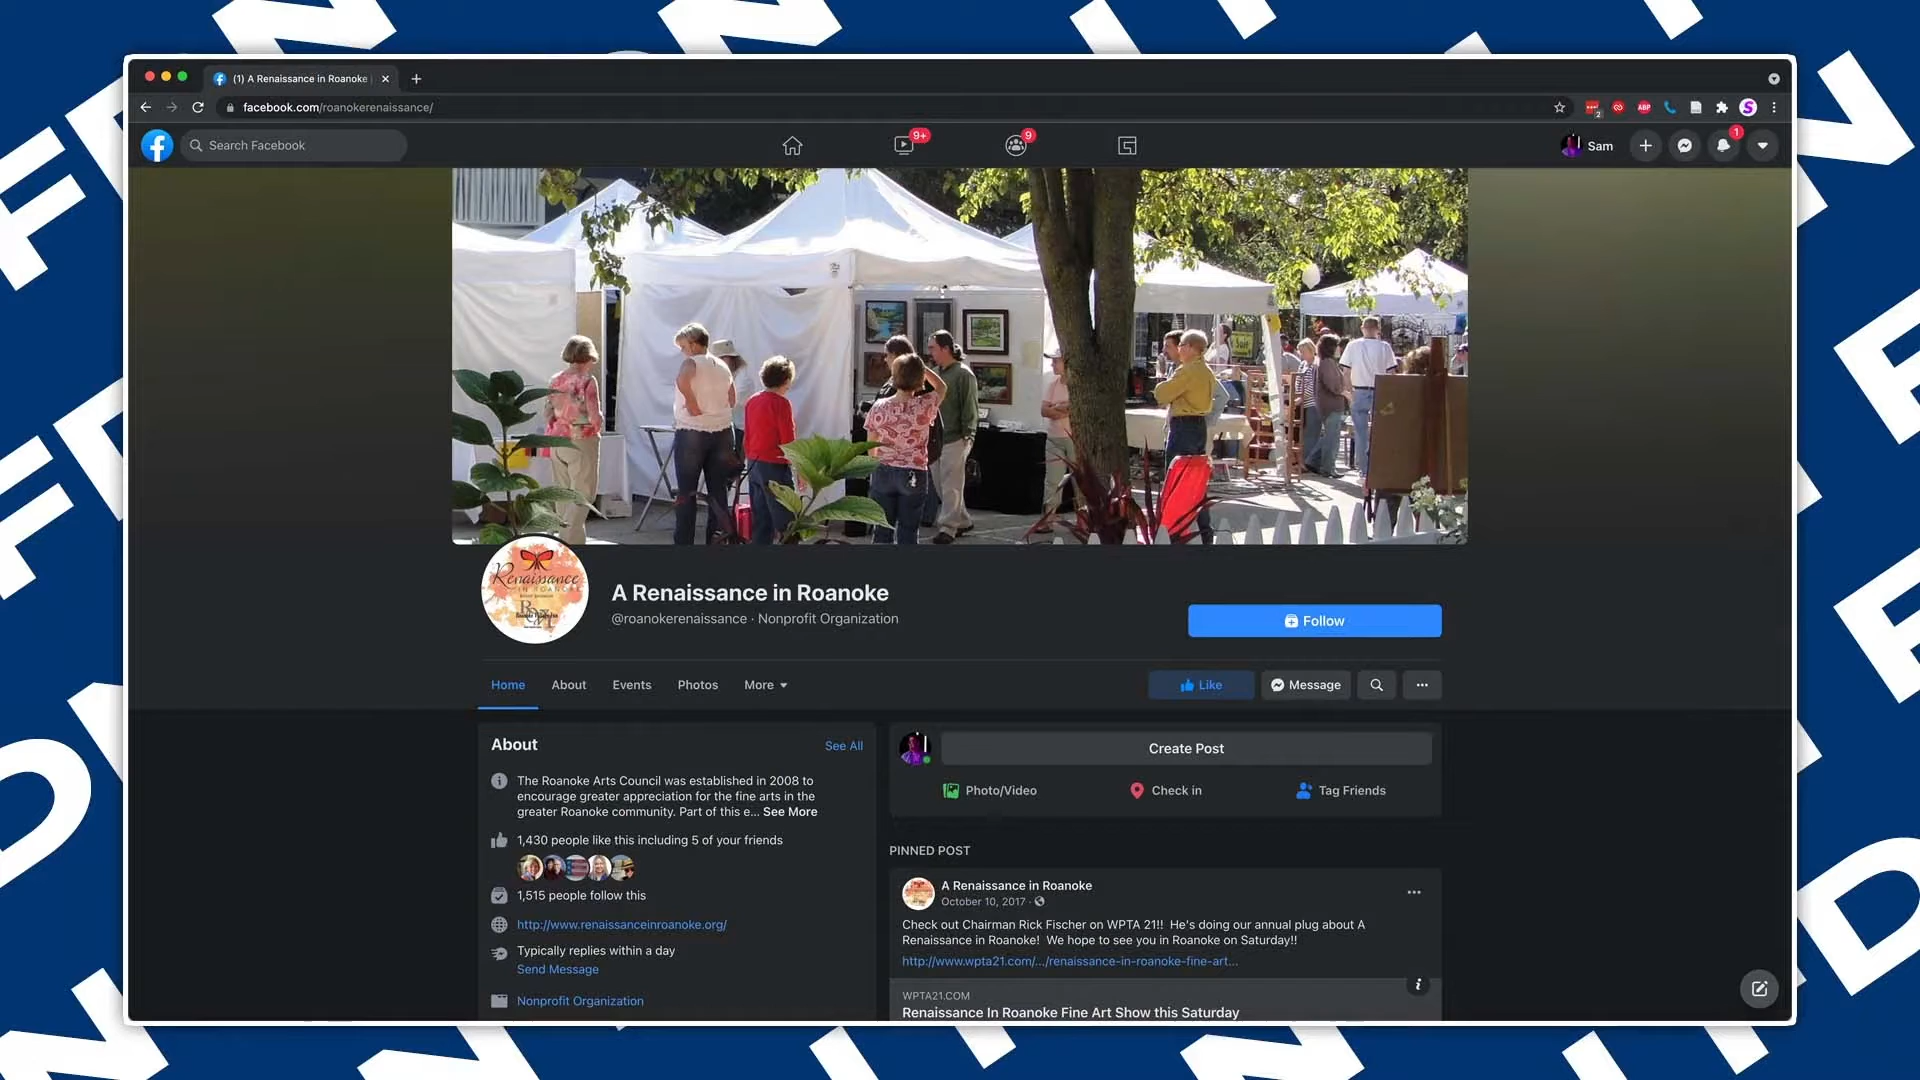 (1) A Renaissance in Roanoke
facebook.com/roanokerenaissance/
ABP
2
S
Search Facebook
9+
9
Sam
1
Renaissance
IN ROANOKE
A Renaissance in Roanoke
@roanokerenaissance · Nonprofit Organization
Follow
Home
About
Events
Photos
More
Like
Message
About
See All
The Roanoke Arts Council was established in 2008 to
encourage greater appreciation for the fine arts in the
greater Roanoke community. Part of this e... See More
1,430 people like this including 5 of your friends
1,515 people follow this
http://www.renaissanceinroanoke.org/
Typically replies within a day
Send Message
Nonprofit Organization
Create Post
Photo/Video
Check in
Tag Friends
PINNED POST
A Renaissance in Roanoke
October 10, 2017 ·
Check out Chairman Rick Fischer on WPTA 21!! He's doing our annual plug about A
Renaissance in Roanoke! We hope to see you in Roanoke on Saturday!!
http://www.wpta21.com/.../renaissance-in-roanoke-fine-art...
WPTA21.COM
Renaissance In Roanoke Fine Art Show this Saturday